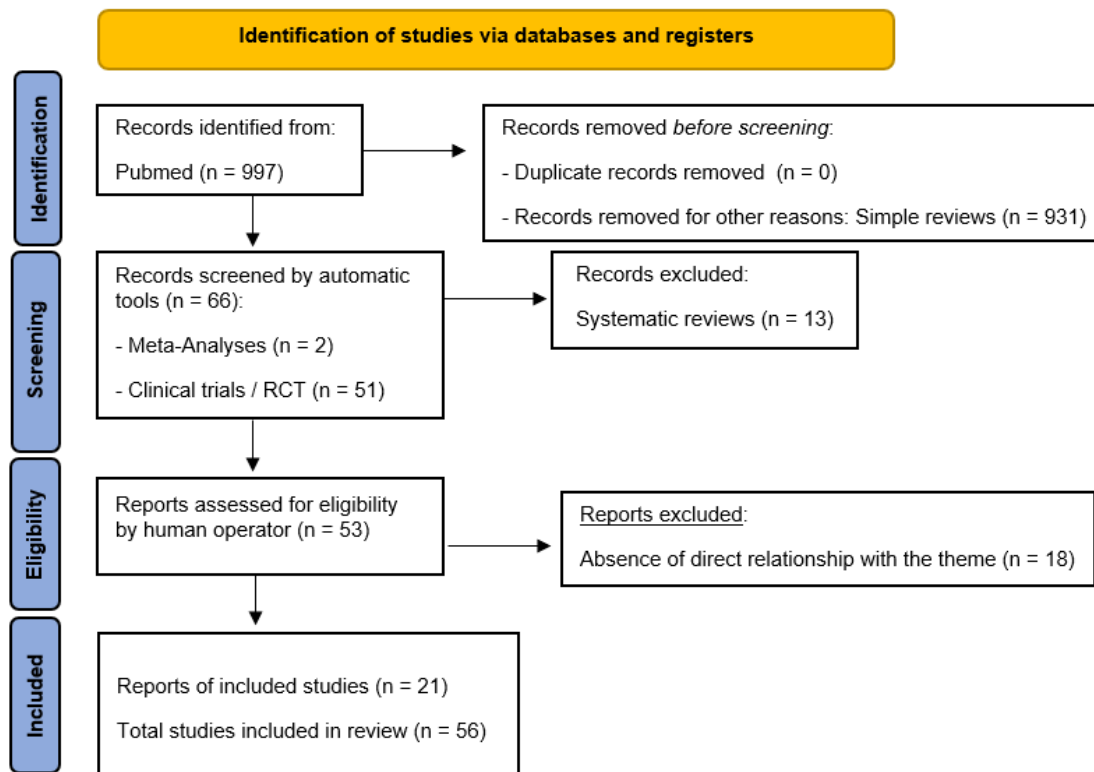 Identification of studies via databases and registers
Identification
Records identified from:
Pubmed (n = 997)
Records removed before screening:
- Duplicate records removed (n = 0)
- Records removed for other reasons: Simple reviews (n = 931)
Screening
Records screened by automatic
tools (n = 66):
- Meta-Analyses (n = 2)
- Clinical trials / RCT (n = 51)
Records excluded:
Systematic reviews (n = 13)
Eligibility
Reports assessed for eligibility
by human operator (n = 53)
Reports excluded:
Absence of direct relationship with the theme (n = 18)
Included
Reports of included studies (n = 21)
Total studies included in review (n = 56)